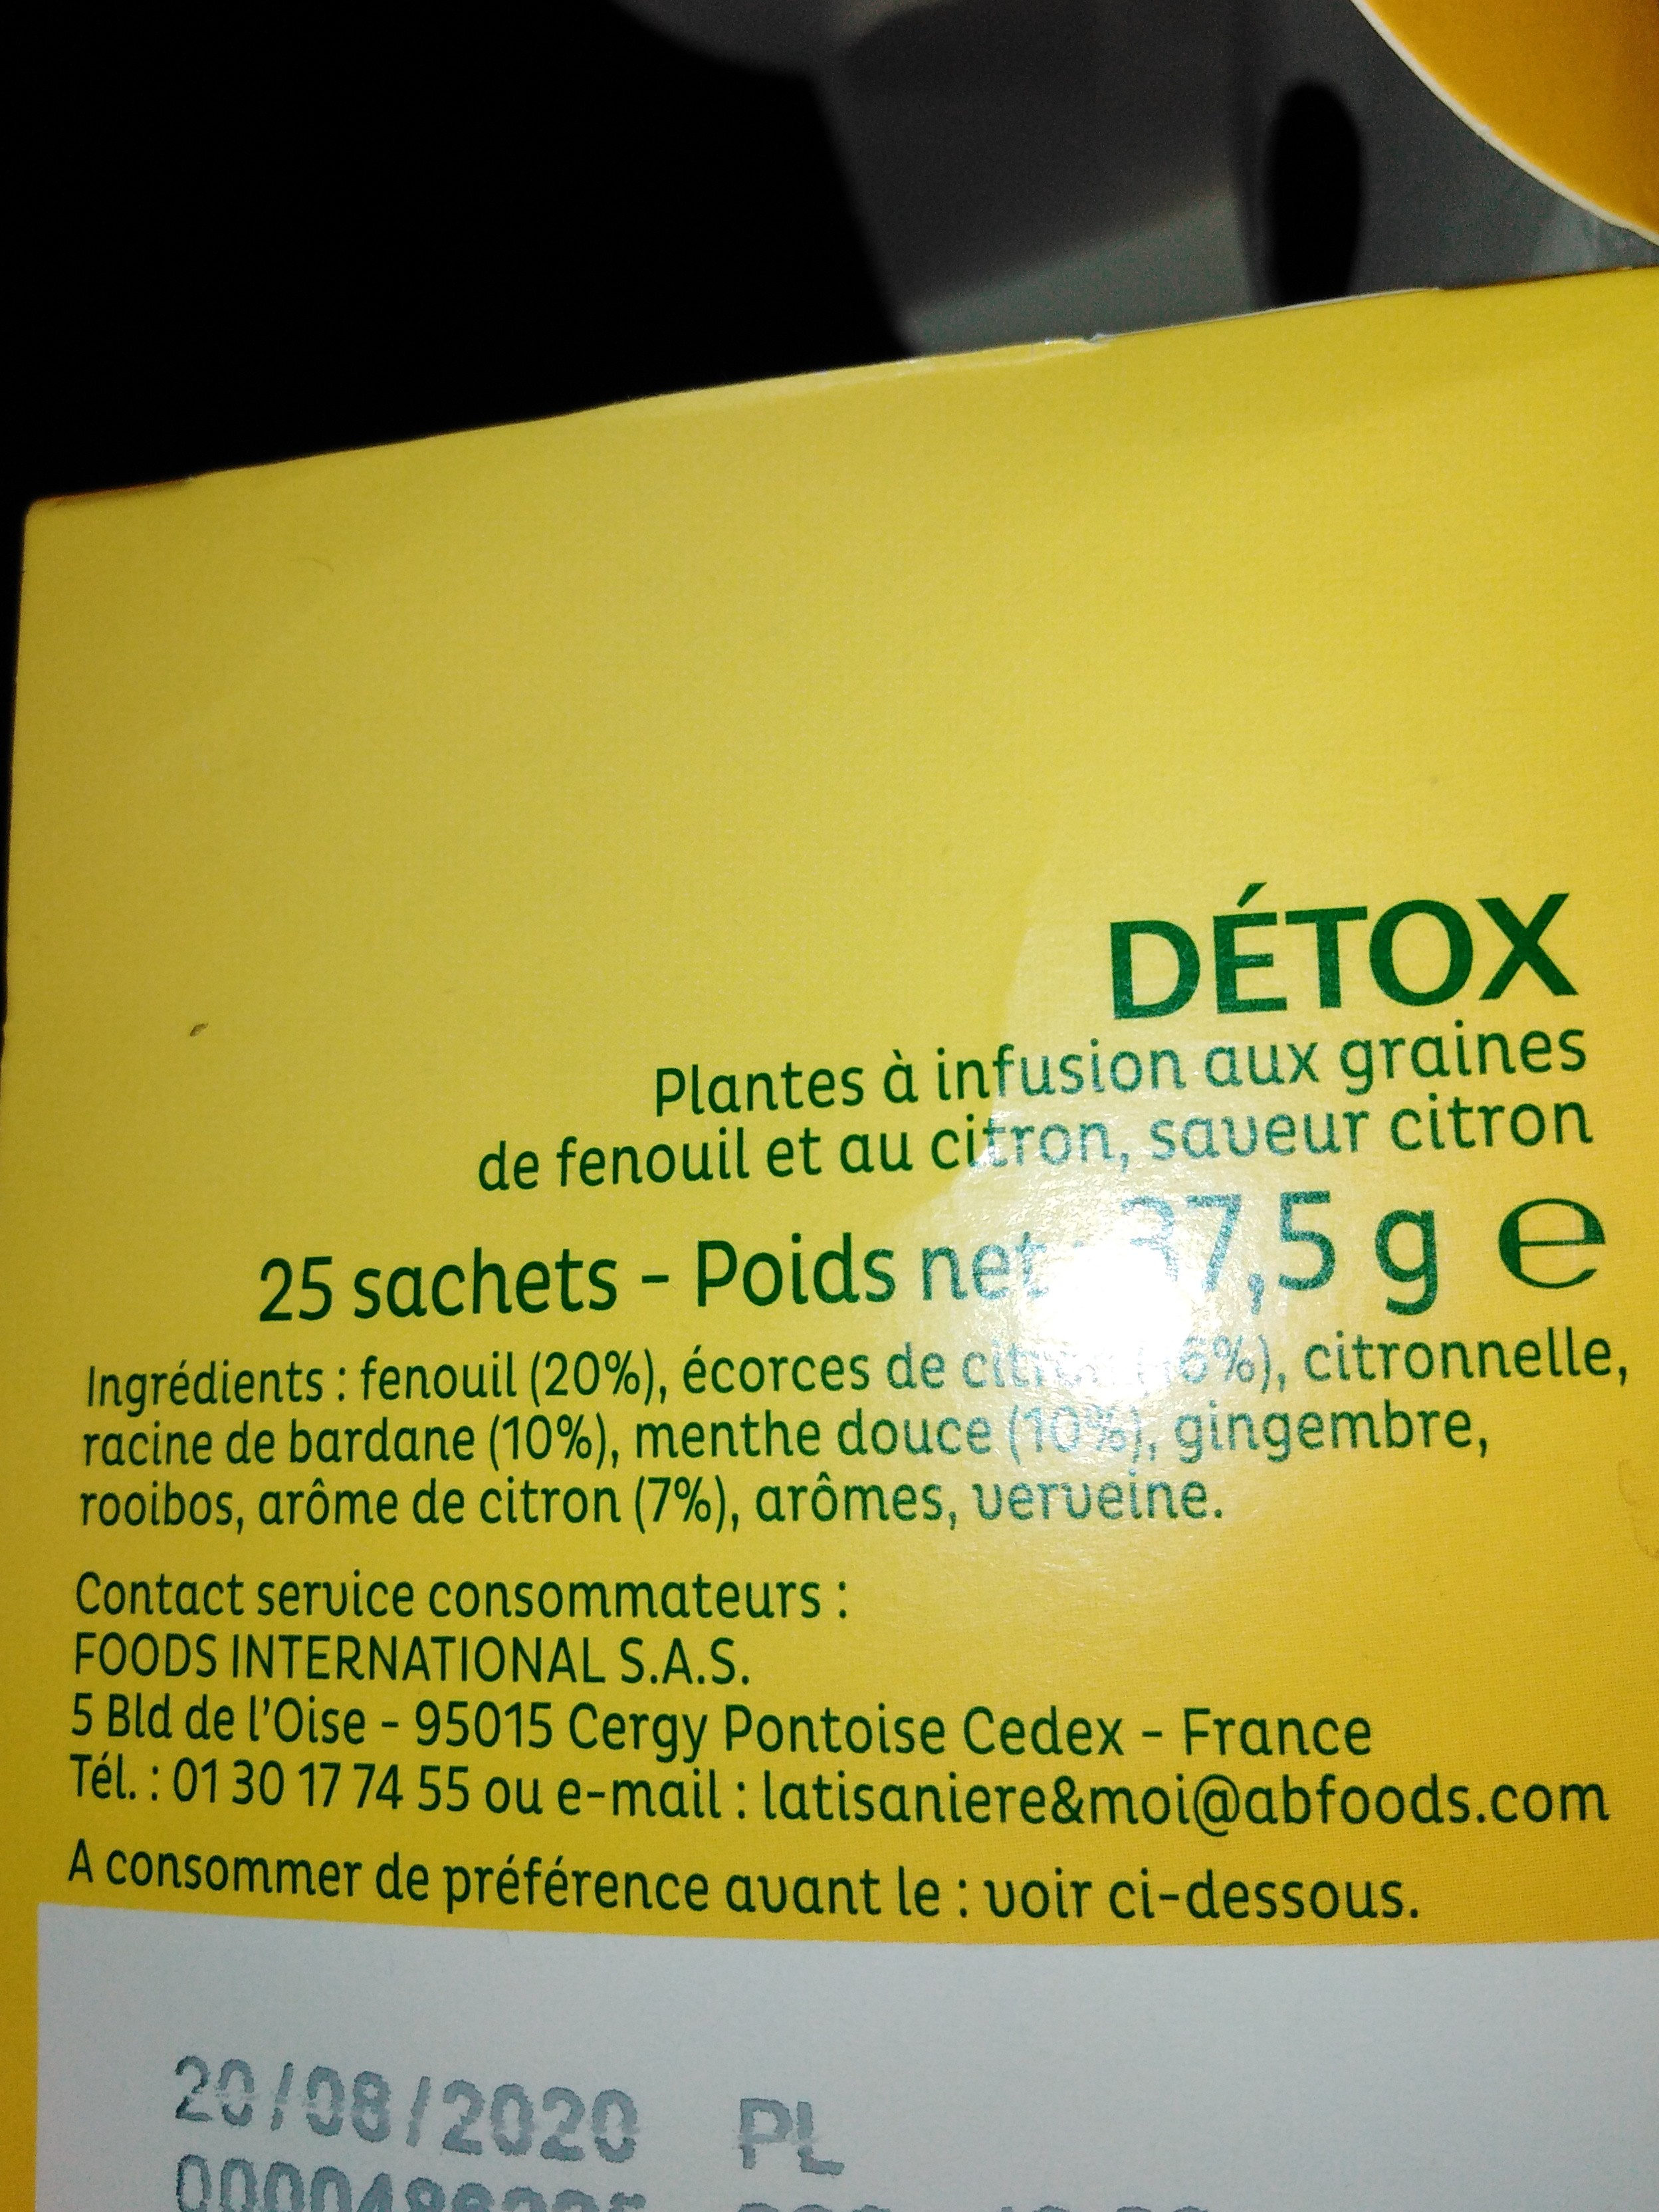 DÉTOX
Plantes à infusion aux graines
de fenouil et au citron, saveur citron
25 sachets - Poids net : 37,5 g ℮
Ingrédients : fenouil (20%), écorces de citron, citronnelle,
racine de bardane (10%), menthe douce (10%), gingembre,
rooibos, arôme de citron (7%), arômes, verveine.
Contact service consommateurs :
FOODS INTERNATIONAL S.A.S.
5 Bld de l'Oise - 95015 Cergy Pontoise Cedex - France
Tél. : 01 30 17 74 55 ou e-mail : latisaniere&moi@abfoods.com
A consommer de préférence avant le : voir ci-dessous.
20/08/2020 PL